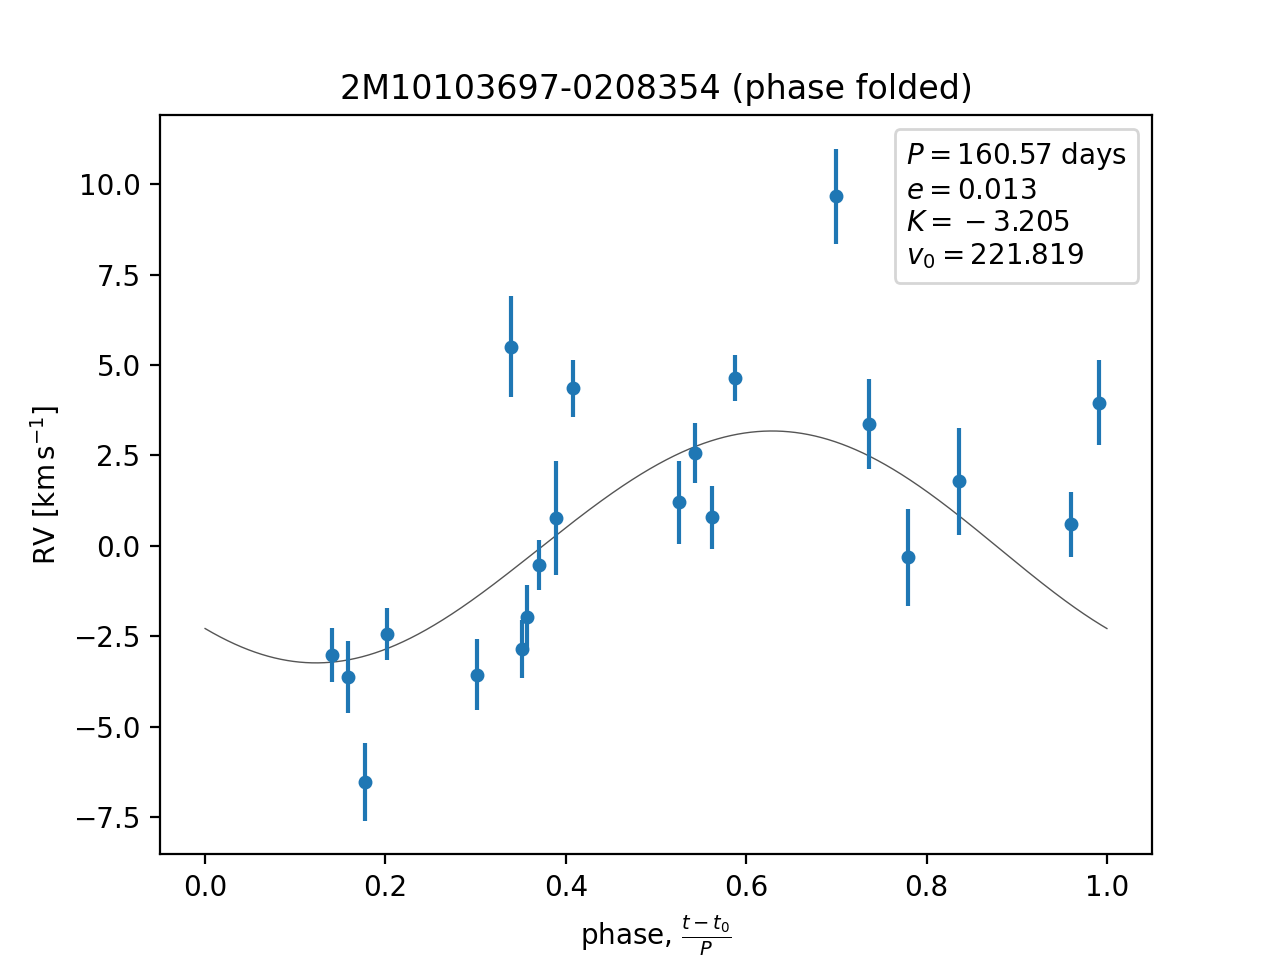 2M10103697-0208354 (phase folded)
P = 160.57 days
e = 0.013
K = −3.205
v₀ = 221.819
10.0
7.5
5.0
2.5
0.0
−2.5
−5.0
−7.5
RV [km s⁻¹]
0.0 0.2 0.4 0.6 0.8 1.0
phase, (t − t₀)/P